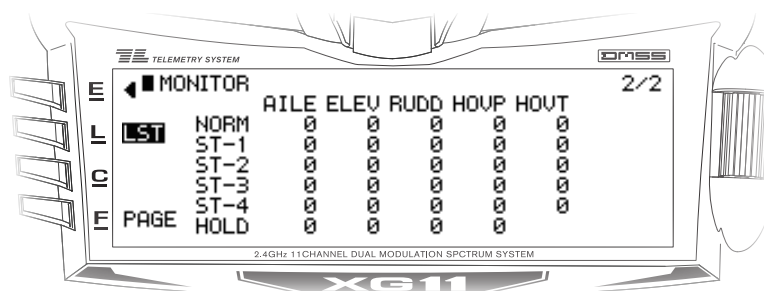 TELEMETRY SYSTEM DMSS
E MONITOR 2/2
AILE ELEV RUDD HOVP HOVT
L LST NORM 0 0 0 0 0
ST-1 0 0 0 0 0
C ST-2 0 0 0 0 0
ST-3 0 0 0 0 0
ST-4 0 0 0 0 0
F PAGE HOLD 0 0 0 0
2.4GHz 11CHANNEL DUAL MODULATION SPCTRUM SYSTEM
XG11